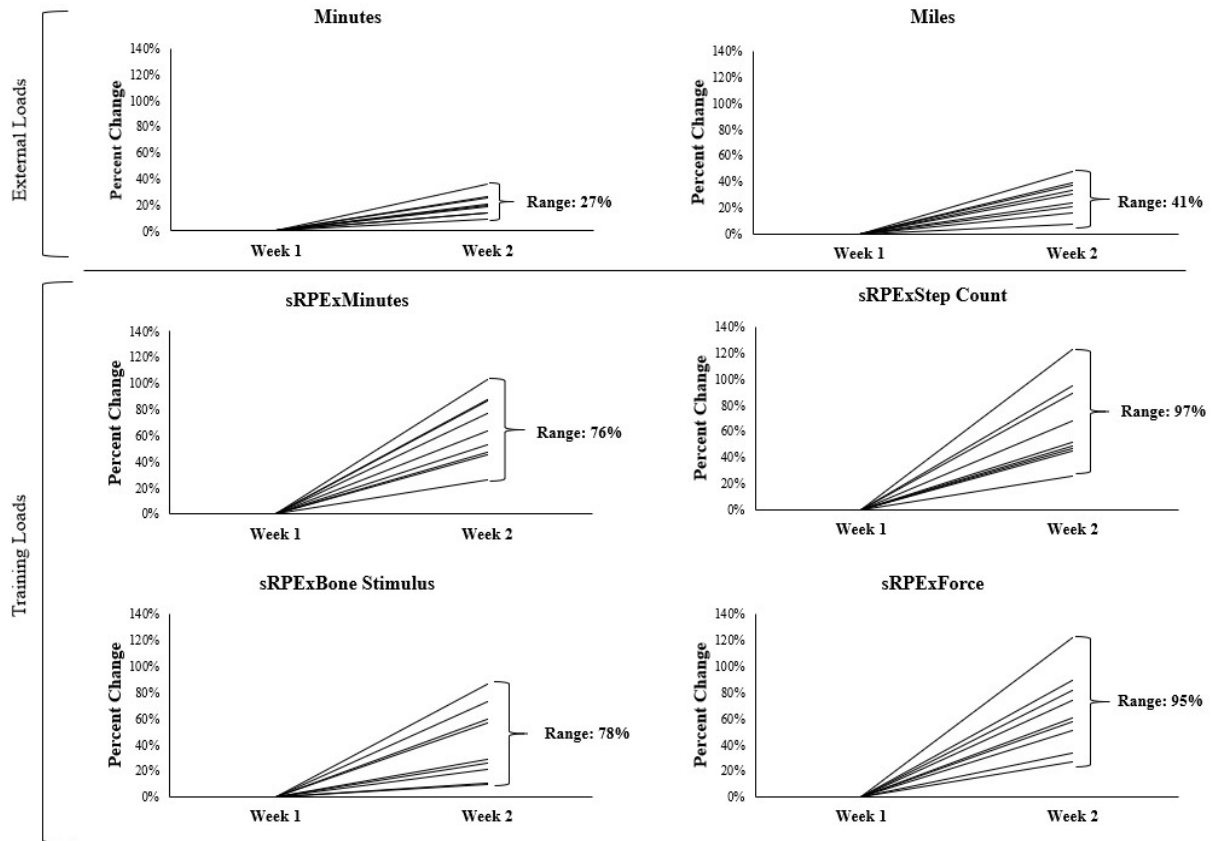 External Loads
Minutes
Percent Change
140%
120%
100%
80%
60%
40%
20%
0%
Week 1
Week 2
Range: 27%
Miles
Percent Change
140%
120%
100%
80%
60%
40%
20%
0%
Week 1
Week 2
Range: 41%
Training Loads
sRPExMinutes
Percent Change
140%
120%
100%
80%
60%
40%
20%
0%
Week 1
Week 2
Range: 76%
sRPExStep Count
Percent Change
140%
120%
100%
80%
60%
40%
20%
0%
Week 1
Week 2
Range: 97%
sRPExBone Stimulus
Percent Change
140%
120%
100%
80%
60%
40%
20%
0%
Week 1
Week 2
Range: 78%
sRPExForce
Percent Change
140%
120%
100%
80%
60%
40%
20%
0%
Week 1
Week 2
Range: 95%